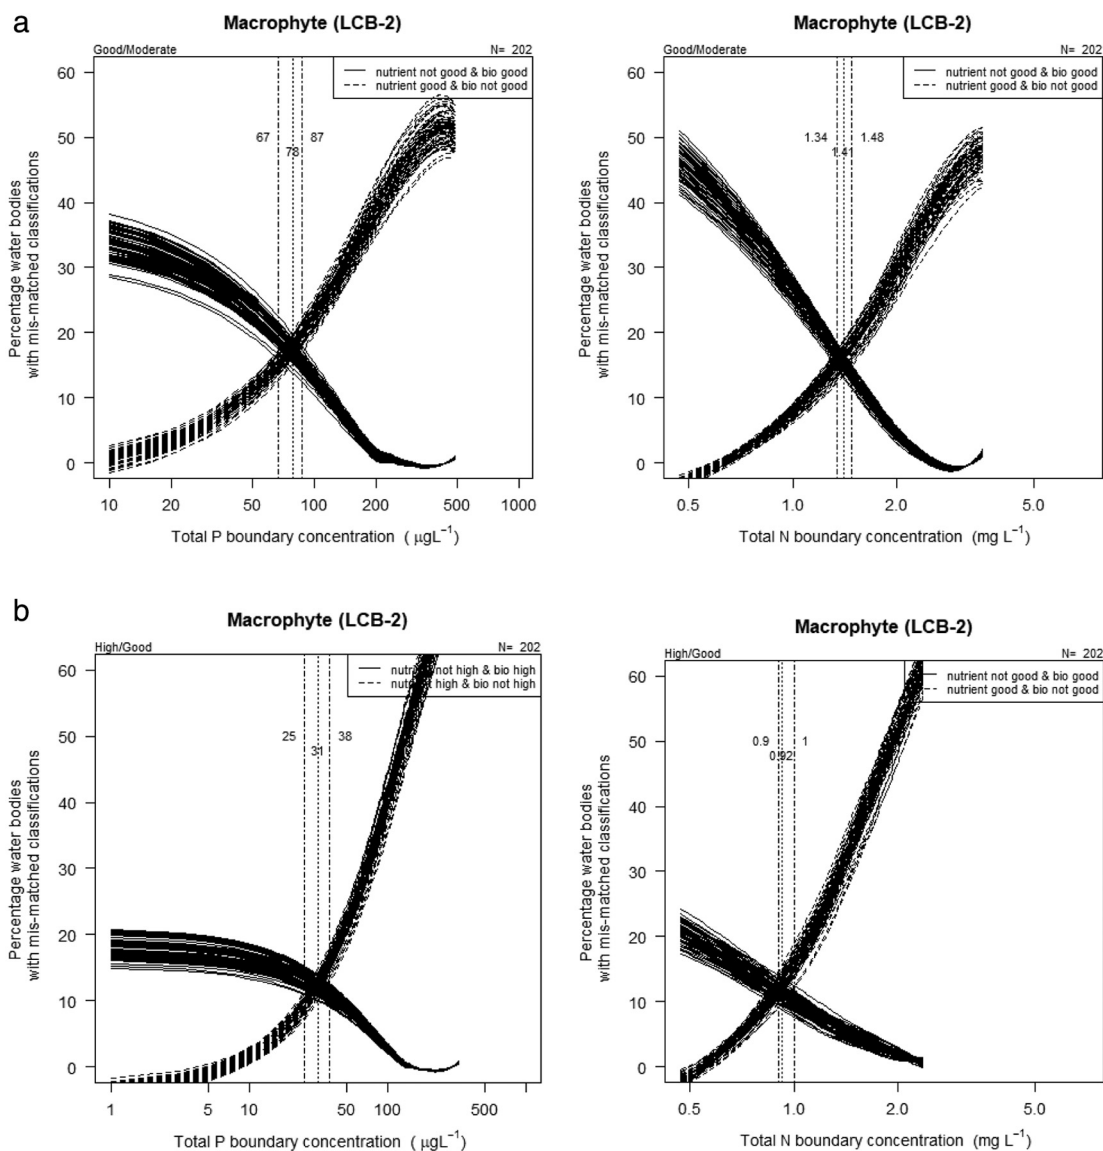 a
Macrophyte (LCB-2)
Good/Moderate N= 202
nutrient not good & bio good
nutrient good & bio not good
60
50
40
30
20
10
0
67 87
78
Percentage water bodies
with mis-matched classifications
10 20 50 100 200 500 1000
Total P boundary concentration ( µgL⁻¹)
Macrophyte (LCB-2)
Good/Moderate N= 202
nutrient not good & bio good
nutrient good & bio not good
60
50
40
30
20
10
0
1.34 1.48
1.41
Percentage water bodies
with mis-matched classifications
0.5 1.0 2.0 5.0
Total N boundary concentration (mg L⁻¹)
b
Macrophyte (LCB-2)
High/Good N= 202
nutrient not high & bio high
nutrient high & bio not high
60
50
40
30
20
10
0
25 38
31
Percentage water bodies
with mis-matched classifications
1 5 10 50 100 500
Total P boundary concentration ( µgL⁻¹)
Macrophyte (LCB-2)
High/Good N= 202
nutrient not good & bio good
nutrient good & bio not good
60
50
40
30
20
10
0
0.9 1
0.92
Percentage water bodies
with mis-matched classifications
0.5 1.0 2.0 5.0
Total N boundary concentration (mg L⁻¹)